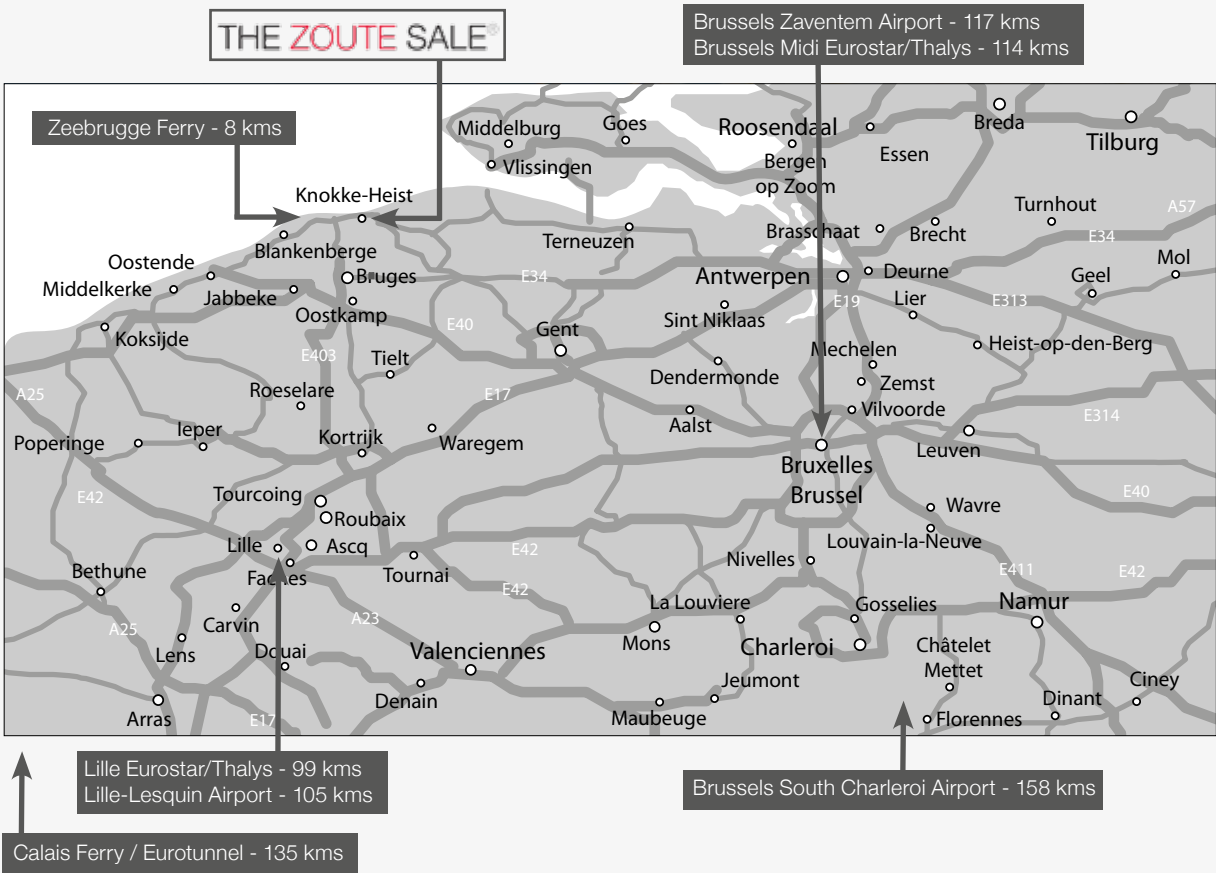 THE ZOUTE SALE®
Brussels Zaventem Airport - 117 kms
Brussels Midi Eurostar/Thalys - 114 kms
Zeebrugge Ferry - 8 kms
Middelburg
Goes
Roosendaal
Breda
Tilburg
Vlissingen
Bergen
op Zoom
Essen
Knokke-Heist
Turnhout
A57
Blankenberge
Terneuzen
Brasschaat
Brecht
E34
Oostende
Bruges
E34
Antwerpen
Deurne
Geel
Mol
Middelkerke
Jabbeke
Oostkamp
Sint Niklaas
E19
Lier
E313
Koksijde
E40
Gent
E403
Tielt
Mechelen
Heist-op-den-Berg
A25
Roeselare
E17
Dendermonde
Zemst
Vilvoorde
E314
Poperinge
Ieper
Kortrijk
Waregem
Aalst
Leuven
Bruxelles
Brussel
E42
Tourcoing
E40
Roubaix
Wavre
Lille
Ascq
E42
Nivelles
Louvain-la-Neuve
Bethune
Faches
Tournai
E42
E411
E42
Carvin
A23
La Louviere
Gosselies
Namur
A25
Lens
Douai
Valenciennes
Mons
Charleroi
Châtelet
Mettet
Denain
Jeumont
Ciney
Arras
E17
Maubeuge
Florennes
Dinant
Lille Eurostar/Thalys - 99 kms
Lille-Lesquin Airport - 105 kms
Brussels South Charleroi Airport - 158 kms
Calais Ferry / Eurotunnel - 135 kms